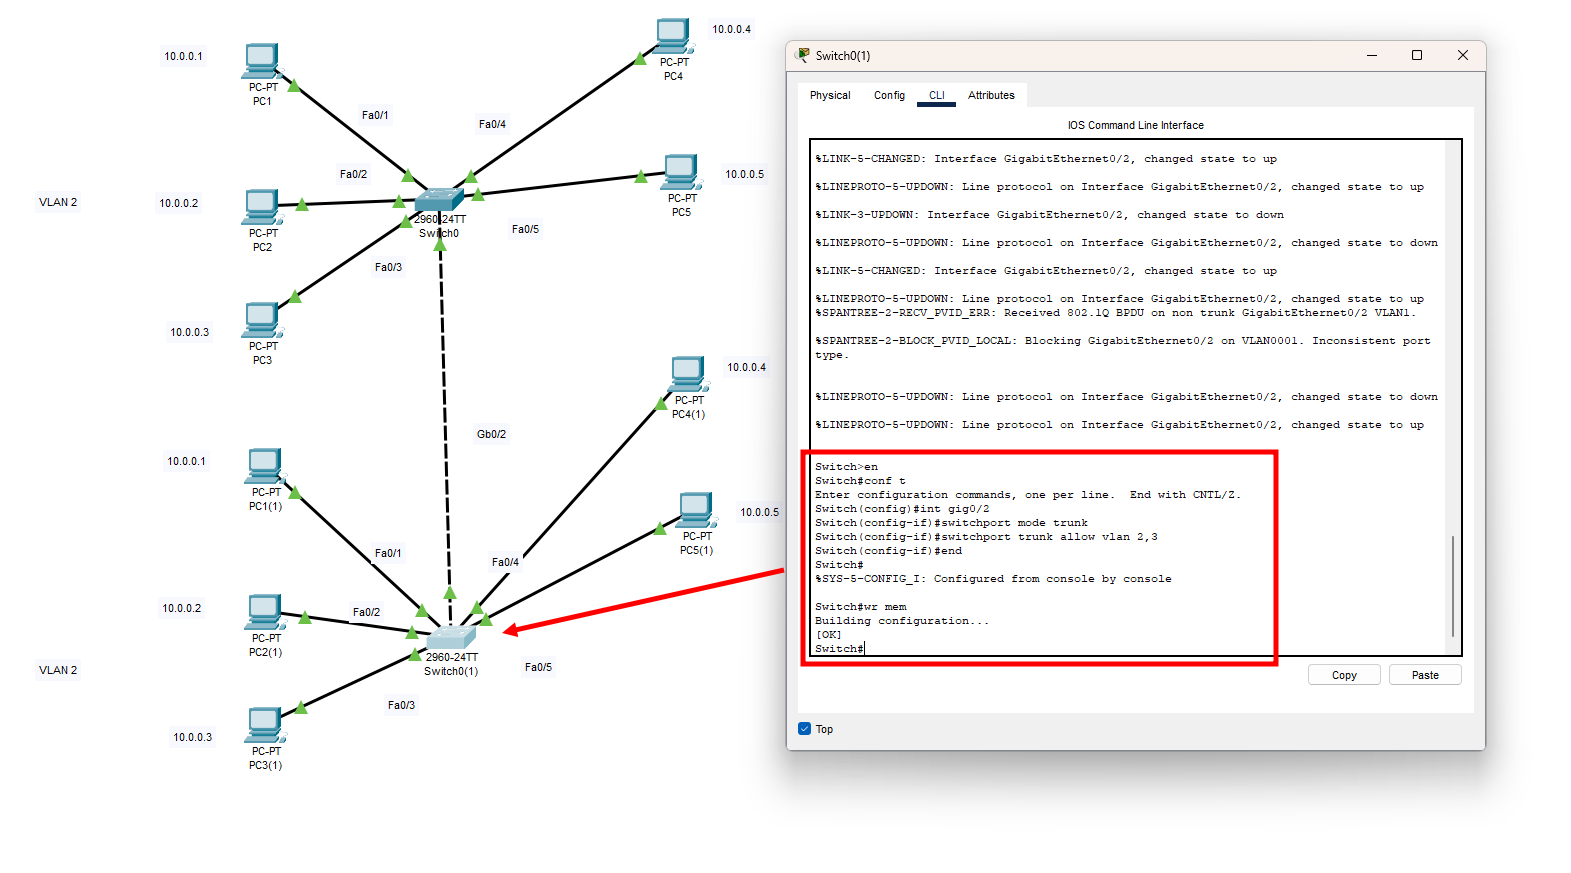 10.0.0.1
PC-PT
PC1
Fa0/1
10.0.0.4
PC-PT
PC4
Fa0/4
VLAN 2
10.0.0.2
Fa0/2
PC-PT
PC2
2960-24TT
Switch0
10.0.0.5
PC-PT
PC5
Fa0/5
Fa0/3
10.0.0.3
PC-PT
PC3
Gb0/2
10.0.0.4
PC-PT
PC4(1)
10.0.0.1
PC-PT
PC1(1)
Fa0/1
10.0.0.5
PC-PT
PC5(1)
Fa0/4
10.0.0.2
Fa0/2
PC-PT
PC2(1)
2960-24TT
Switch0(1)
Fa0/5
VLAN 2
Fa0/3
10.0.0.3
PC-PT
PC3(1)
Switch0(1)
Physical Config CLI Attributes
IOS Command Line Interface
%LINK-5-CHANGED: Interface GigabitEthernet0/2, changed state to up
%LINEPROTO-5-UPDOWN: Line protocol on Interface GigabitEthernet0/2, changed state to up
%LINK-3-UPDOWN: Interface GigabitEthernet0/2, changed state to down
%LINEPROTO-5-UPDOWN: Line protocol on Interface GigabitEthernet0/2, changed state to down
%LINK-5-CHANGED: Interface GigabitEthernet0/2, changed state to up
%LINEPROTO-5-UPDOWN: Line protocol on Interface GigabitEthernet0/2, changed state to up
%SPANTREE-2-RECV_PVID_ERR: Received 802.1Q BPDU on non trunk GigabitEthernet0/2 VLAN1.
%SPANTREE-2-BLOCK_PVID_LOCAL: Blocking GigabitEthernet0/2 on VLAN0001. Inconsistent port
type.
%LINEPROTO-5-UPDOWN: Line protocol on Interface GigabitEthernet0/2, changed state to down
%LINEPROTO-5-UPDOWN: Line protocol on Interface GigabitEthernet0/2, changed state to up
Switch>en
Switch#conf t
Enter configuration commands, one per line.  End with CNTL/Z.
Switch(config)#int gig0/2
Switch(config-if)#switchport mode trunk
Switch(config-if)#switchport trunk allow vlan 2,3
Switch(config-if)#end
Switch#
%SYS-5-CONFIG_I: Configured from console by console
Switch#wr mem
Building configuration...
[OK]
Switch#
Copy Paste
Top